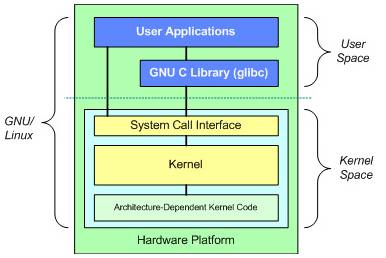 User Applications
GNU C Library (glibc)
User
Space
GNU/
Linux
System Call Interface
Kernel
Architecture-Dependent Kernel Code
Kernel
Space
Hardware Platform